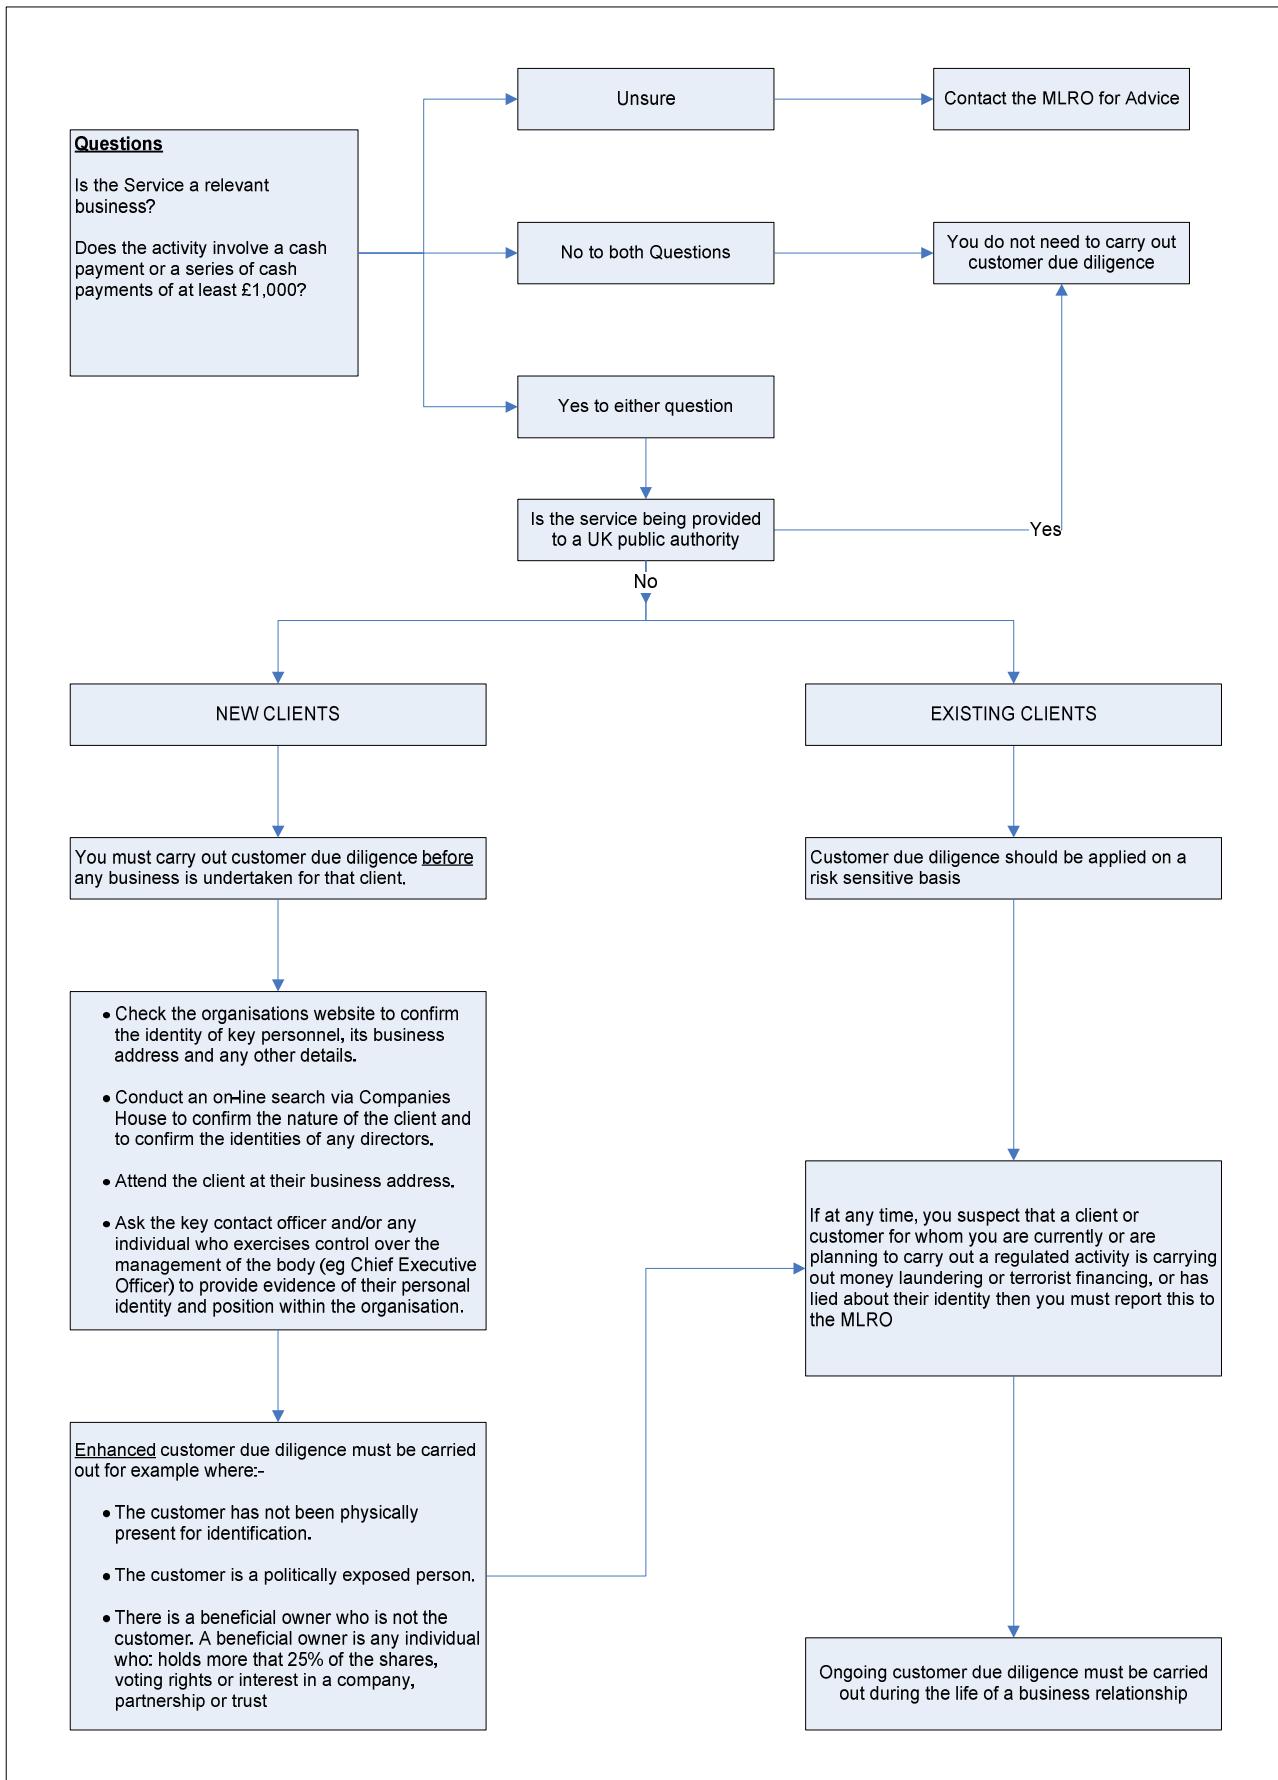 Unsure
Contact the MLRO for Advice
Questions
Is the Service a relevant
business?
Does the activity involve a cash
payment or a series of cash
payments of at least £1,000?
No to both Questions
You do not need to carry out
customer due diligence
Yes to either question
Is the service being provided
to a UK public authority
Yes
No
NEW CLIENTS
EXISTING CLIENTS
You must carry out customer due diligence before
any business is undertaken for that client.
Customer due diligence should be applied on a
risk sensitive basis
• Check the organisations website to confirm
the identity of key personnel, its business
address and any other details.
• Conduct an on-line search via Companies
House to confirm the nature of the client and
to confirm the identities of any directors.
• Attend the client at their business address.
• Ask the key contact officer and/or any
individual who exercises control over the
management of the body (eg Chief Executive
Officer) to provide evidence of their personal
identity and position within the organisation.
If at any time, you suspect that a client or
customer for whom you are currently or are
planning to carry out a regulated activity is carrying
out money laundering or terrorist financing, or has
lied about their identity then you must report this to
the MLRO
Enhanced customer due diligence must be carried
out for example where:-
• The customer has not been physically
present for identification.
• The customer is a politically exposed person.
• There is a beneficial owner who is not the
customer. A beneficial owner is any individual
who: holds more that 25% of the shares,
voting rights or interest in a company,
partnership or trust
Ongoing customer due diligence must be carried
out during the life of a business relationship